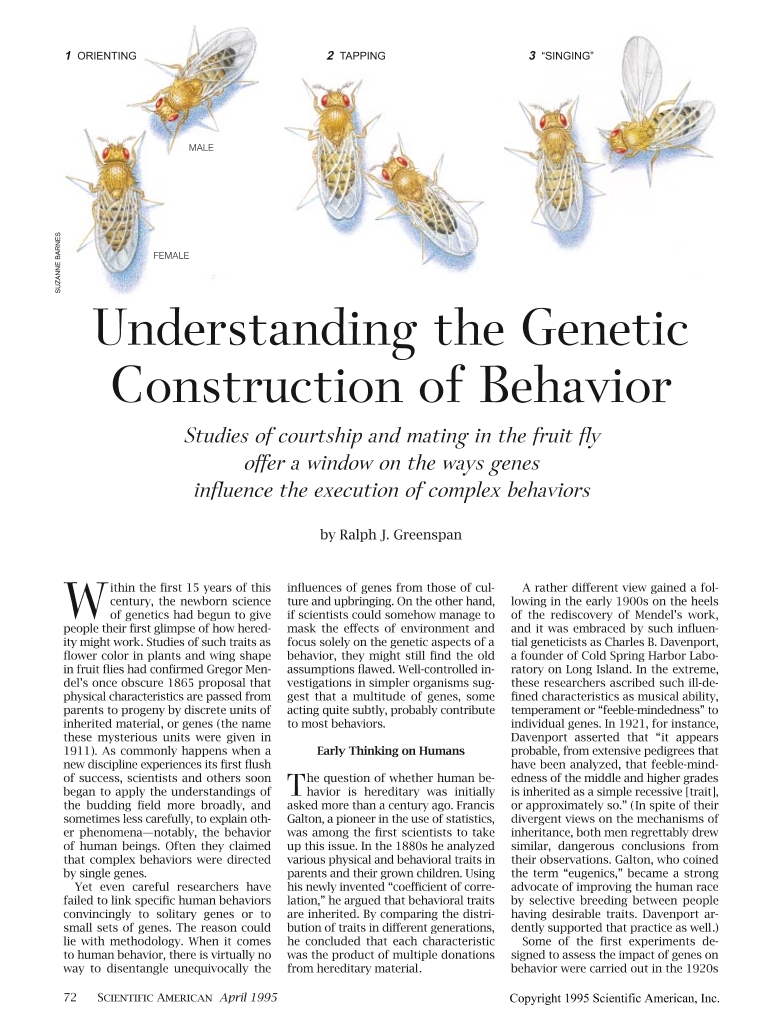 1 ORIENTING
2 TAPPING
3 “SINGING”
MALE
FEMALE
SUZANNE BARNES
Understanding the Genetic
Construction of Behavior
Studies of courtship and mating in the fruit fly
offer a window on the ways genes
influence the execution of complex behaviors
by Ralph J. Greenspan
Within the first 15 years of this
century, the newborn science
of genetics had begun to give
people their first glimpse of how hered-
ity might work. Studies of such traits as
flower color in plants and wing shape
in fruit flies had confirmed Gregor Men-
del’s once obscure 1865 proposal that
physical characteristics are passed from
parents to progeny by discrete units of
inherited material, or genes (the name
these mysterious units were given in
1911). As commonly happens when a
new discipline experiences its first flush
of success, scientists and others soon
began to apply the understandings of
the budding field more broadly, and
sometimes less carefully, to explain oth-
er phenomena—notably, the behavior
of human beings. Often they claimed
that complex behaviors were directed
by single genes.
Yet even careful researchers have
failed to link specific human behaviors
convincingly to solitary genes or to
small sets of genes. The reason could
lie with methodology. When it comes
to human behavior, there is virtually no
way to disentangle unequivocally the
influences of genes from those of cul-
ture and upbringing. On the other hand,
if scientists could somehow manage to
mask the effects of environment and
focus solely on the genetic aspects of a
behavior, they might still find the old
assumptions flawed. Well-controlled in-
vestigations in simpler organisms sug-
gest that a multitude of genes, some
acting quite subtly, probably contribute
to most behaviors.
Early Thinking on Humans
The question of whether human be-
havior is hereditary was initially
asked more than a century ago. Francis
Galton, a pioneer in the use of statistics,
was among the first scientists to take
up this issue. In the 1880s he analyzed
various physical and behavioral traits in
parents and their grown children. Using
his newly invented “coefficient of corre-
lation,” he argued that behavioral traits
are inherited. By comparing the distri-
bution of traits in different generations,
he concluded that each characteristic
was the product of multiple donations
from hereditary material.
A rather different view gained a fol-
lowing in the early 1900s on the heels
of the rediscovery of Mendel’s work,
and it was embraced by such influen-
tial geneticists as Charles B. Davenport,
a founder of Cold Spring Harbor Labo-
ratory on Long Island. In the extreme,
these researchers ascribed such ill-de-
fined characteristics as musical ability,
temperament or “feeble-mindedness” to
individual genes. In 1921, for instance,
Davenport asserted that “it appears
probable, from extensive pedigrees that
have been analyzed, that feeble-mind-
edness of the middle and higher grades
is inherited as a simple recessive [trait],
or approximately so.” (In spite of their
divergent views on the mechanisms of
inheritance, both men regrettably drew
similar, dangerous conclusions from
their observations. Galton, who coined
the term “eugenics,” became a strong
advocate of improving the human race
by selective breeding between people
having desirable traits. Davenport ar-
dently supported that practice as well.)
Some of the first experiments de-
signed to assess the impact of genes on
behavior were carried out in the 1920s
72 SCIENTIFIC AMERICAN April 1995
Copyright 1995 Scientific American, Inc.